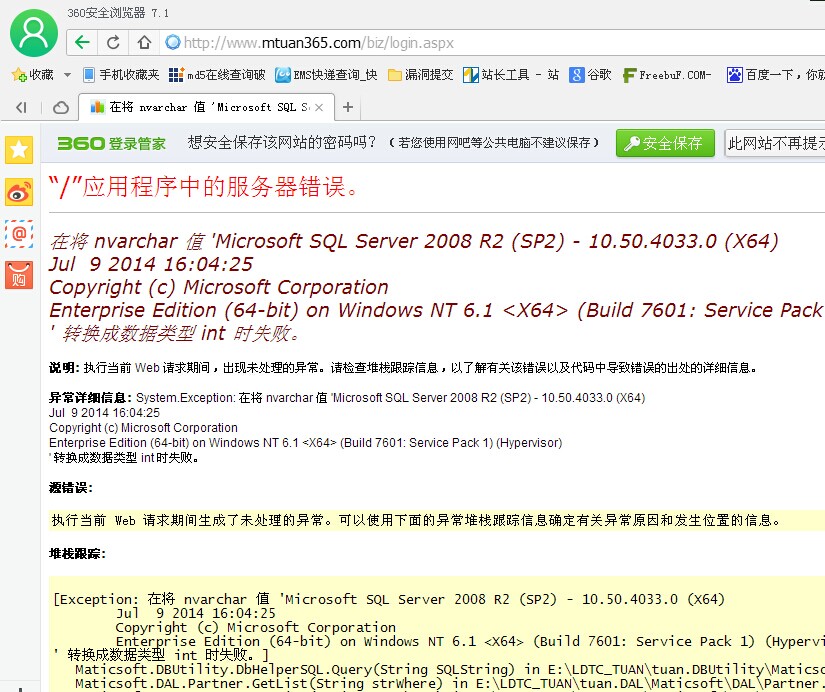 360安全浏览器 7.1
http://www.mtuan365.com/biz/login.aspx
收藏 手机收藏夹 md5在线查询破 EMS快递查询_快 漏洞提交 站长工具 - 站 谷歌 FreebuF.COM- 百度一下，你就
在将 nvarchar 值 'Microsoft SQL S
360登录管家 想安全保存该网站的密码吗？（若您使用网吧等公共电脑不建议保存） 安全保存 此网站不再提示
“/”应用程序中的服务器错误。
购
在将 nvarchar 值 'Microsoft SQL Server 2008 R2 (SP2) - 10.50.4033.0 (X64)
Jul 9 2014 16:04:25
Copyright (c) Microsoft Corporation
Enterprise Edition (64-bit) on Windows NT 6.1 <X64> (Build 7601: Service Pack
' 转换成数据类型 int 时失败。
说明: 执行当前 Web 请求期间，出现未处理的异常。请检查堆栈跟踪信息，以了解有关该错误以及代码中导致错误的出处的详细信息。
异常详细信息: System.Exception: 在将 nvarchar 值 'Microsoft SQL Server 2008 R2 (SP2) - 10.50.4033.0 (X64)
Jul 9 2014 16:04:25
Copyright (c) Microsoft Corporation
Enterprise Edition (64-bit) on Windows NT 6.1 <X64> (Build 7601: Service Pack 1) (Hypervisor)
' 转换成数据类型 int 时失败。
源错误:
执行当前 Web 请求期间生成了未处理的异常。可以使用下面的异常堆栈跟踪信息确定有关异常原因和发生位置的信息。
堆栈跟踪:
[Exception: 在将 nvarchar 值 'Microsoft SQL Server 2008 R2 (SP2) - 10.50.4033.0 (X64)
Jul 9 2014 16:04:25
Copyright (c) Microsoft Corporation
Enterprise Edition (64-bit) on Windows NT 6.1 <X64> (Build 7601: Service Pack 1) (Hypervi
' 转换成数据类型 int 时失败。]
Maticsoft.DBUtility.DbHelperSQL.Query(String SQLString) in E:\LDTC_TUAN\tuan.DBUtility\Matics
Maticsoft.DAL.Partner.GetList(String strWhere) in E:\LDTC_TUAN\tuan.DAL\Maticsoft\DAL\Partner.